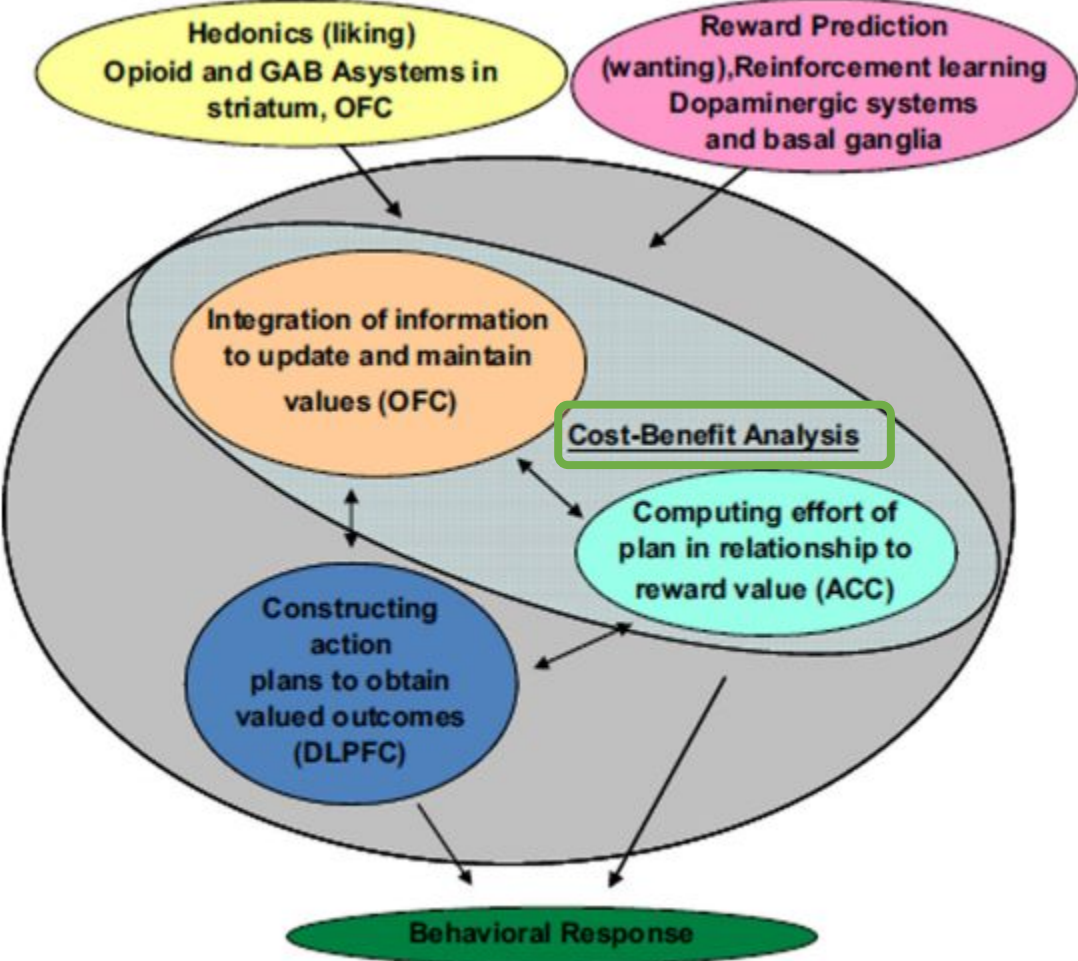 Hedonics (liking)
Opioid and GAB Asystems in
striatum, OFC
Reward Prediction
(wanting),Reinforcement learning
Dopaminergic systems
and basal ganglia
Integration of information
to update and maintain
values (OFC)
Cost-Benefit Analysis
Computing effort of
plan in relationship to
reward value (ACC)
Constructing
action
plans to obtain
valued outcomes
(DLPFC)
Behavioral Response